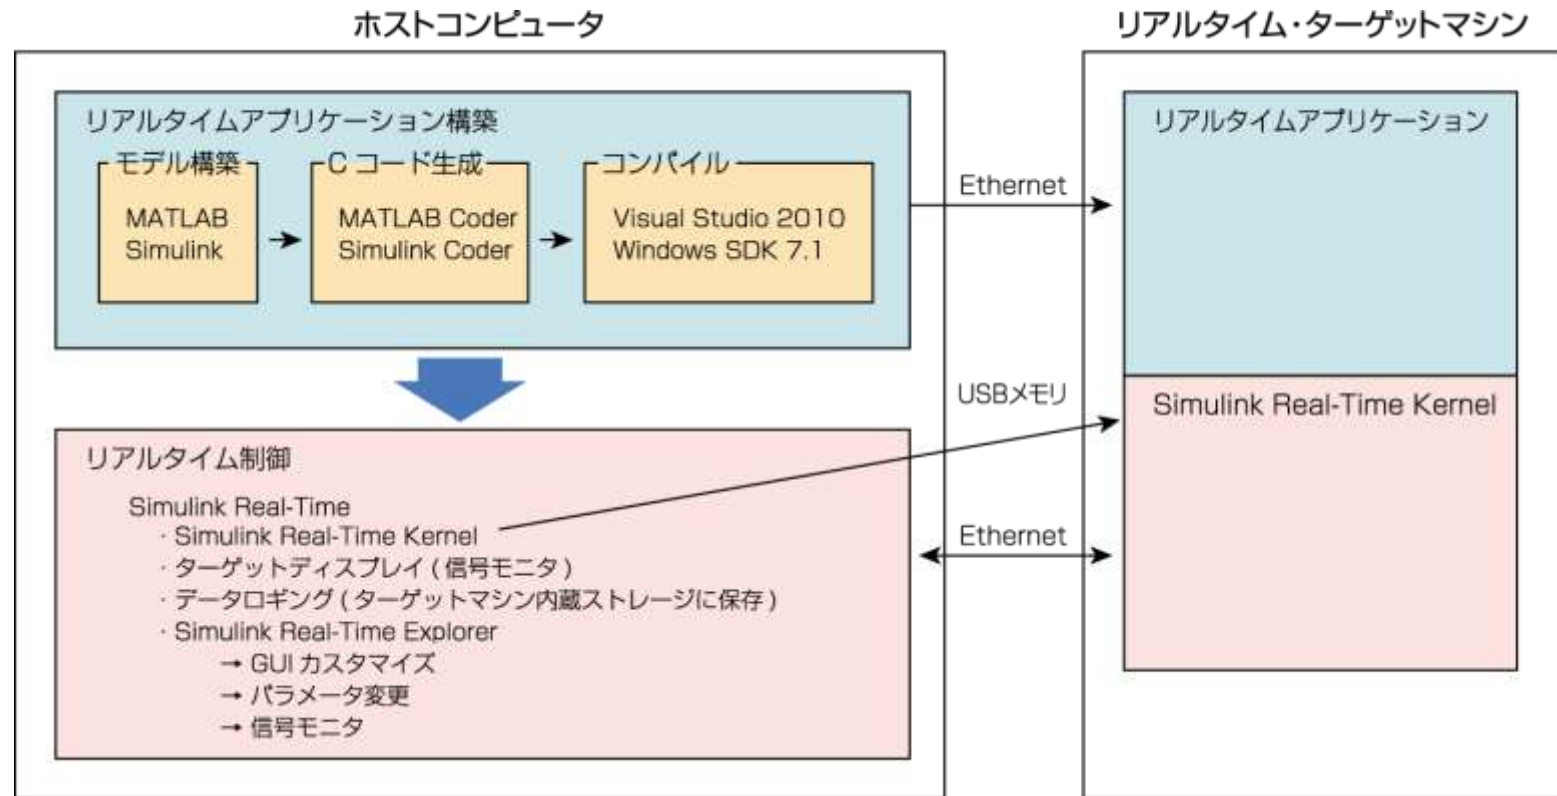 ホストコンピュータ
リアルタイム・ターゲットマシン
リアルタイムアプリケーション構築
モデル構築
MATLAB
Simulink
C コード生成
MATLAB Coder
Simulink Coder
コンパイル
Visual Studio 2010
Windows SDK 7.1
Ethernet
リアルタイムアプリケーション
USBメモリ
Simulink Real-Time Kernel
リアルタイム制御
Simulink Real-Time
・Simulink Real-Time Kernel
・ターゲットディスプレイ ( 信号モニタ )
・データロギング ( ターゲットマシン内蔵ストレージに保存 )
・Simulink Real-Time Explorer
→ GUI カスタマイズ
→ パラメータ変更
→ 信号モニタ
Ethernet